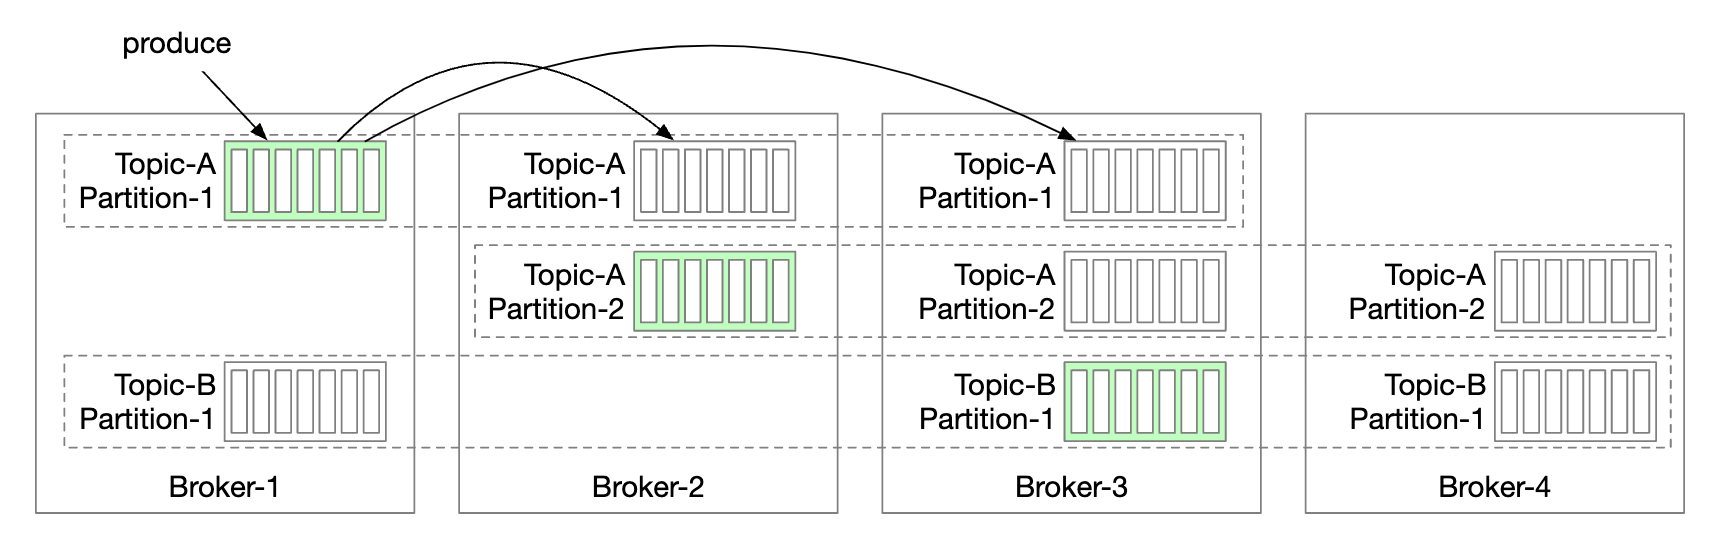 produce
Topic-A
Partition-1
Topic-A
Partition-1
Topic-A
Partition-1
Topic-A
Partition-2
Topic-A
Partition-2
Topic-A
Partition-2
Topic-B
Partition-1
Topic-B
Partition-1
Topic-B
Partition-1
Broker-1
Broker-2
Broker-3
Broker-4